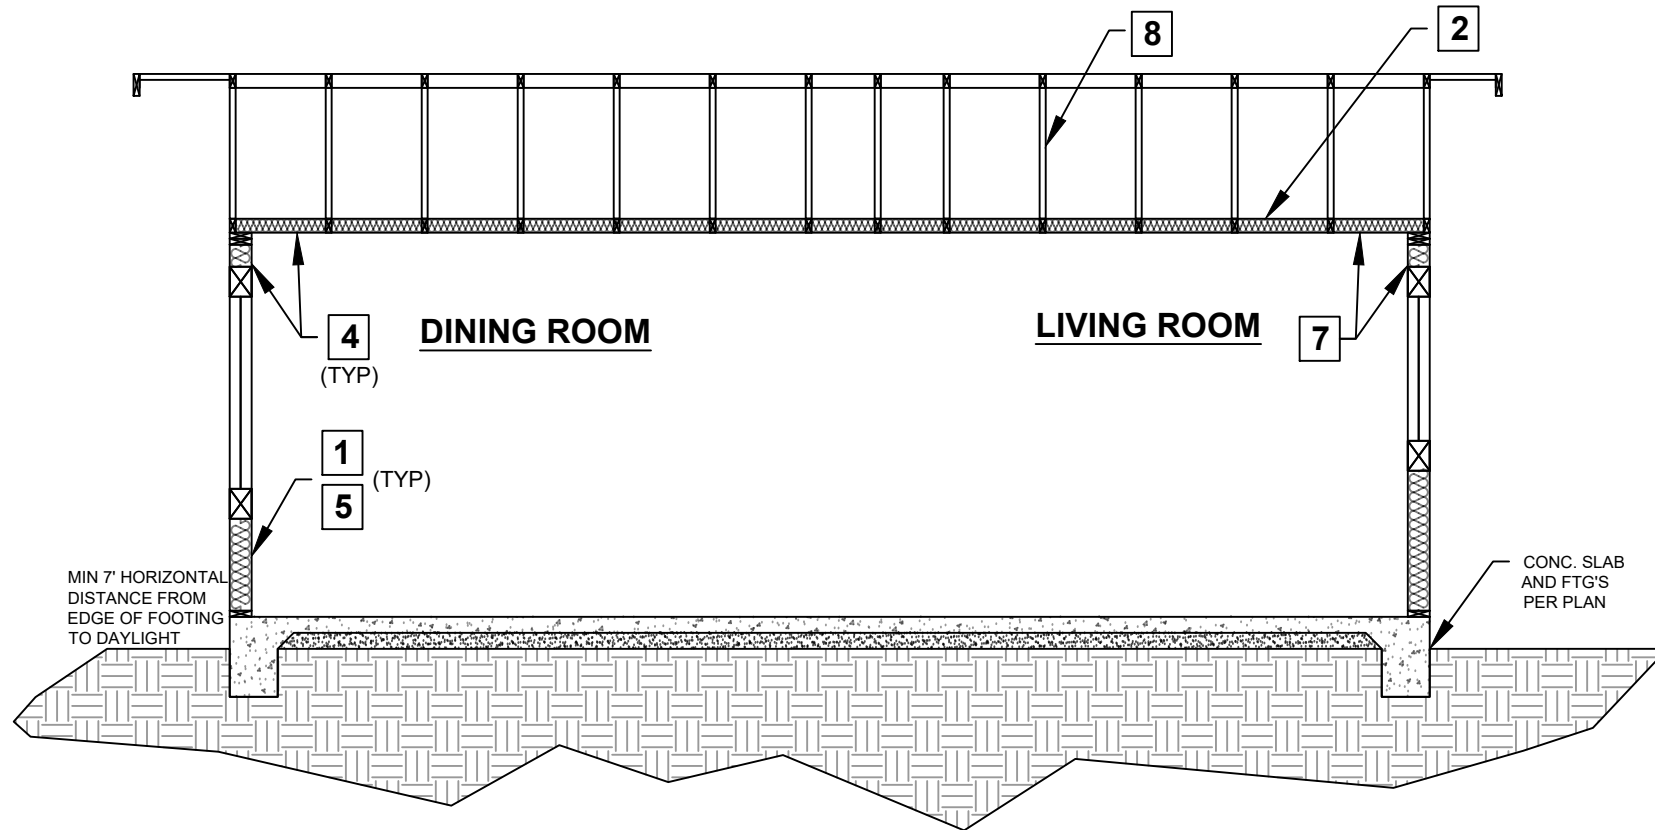 8
2
4
(TYP)
DINING ROOM
LIVING ROOM
7
1
(TYP)
5
MIN 7' HORIZONTAL
DISTANCE FROM
EDGE OF FOOTING
TO DAYLIGHT
CONC. SLAB
AND FTG'S
PER PLAN